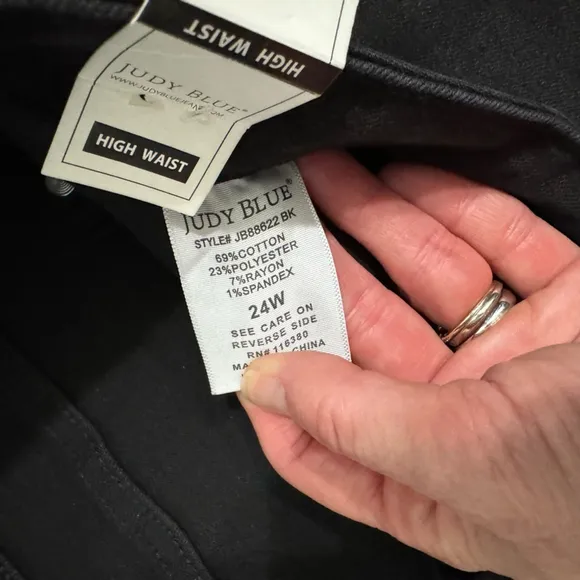 HIGH WAIST
JUDY BLUE®
HIGH WAIST
JUDY BLUE®
STYLE# JB88622 BK
69%COTTON
23%POLYESTER
7%RAYON
1%SPANDEX
24W
SEE CARE ON
REVERSE SIDE
RN# 116380
CHINA